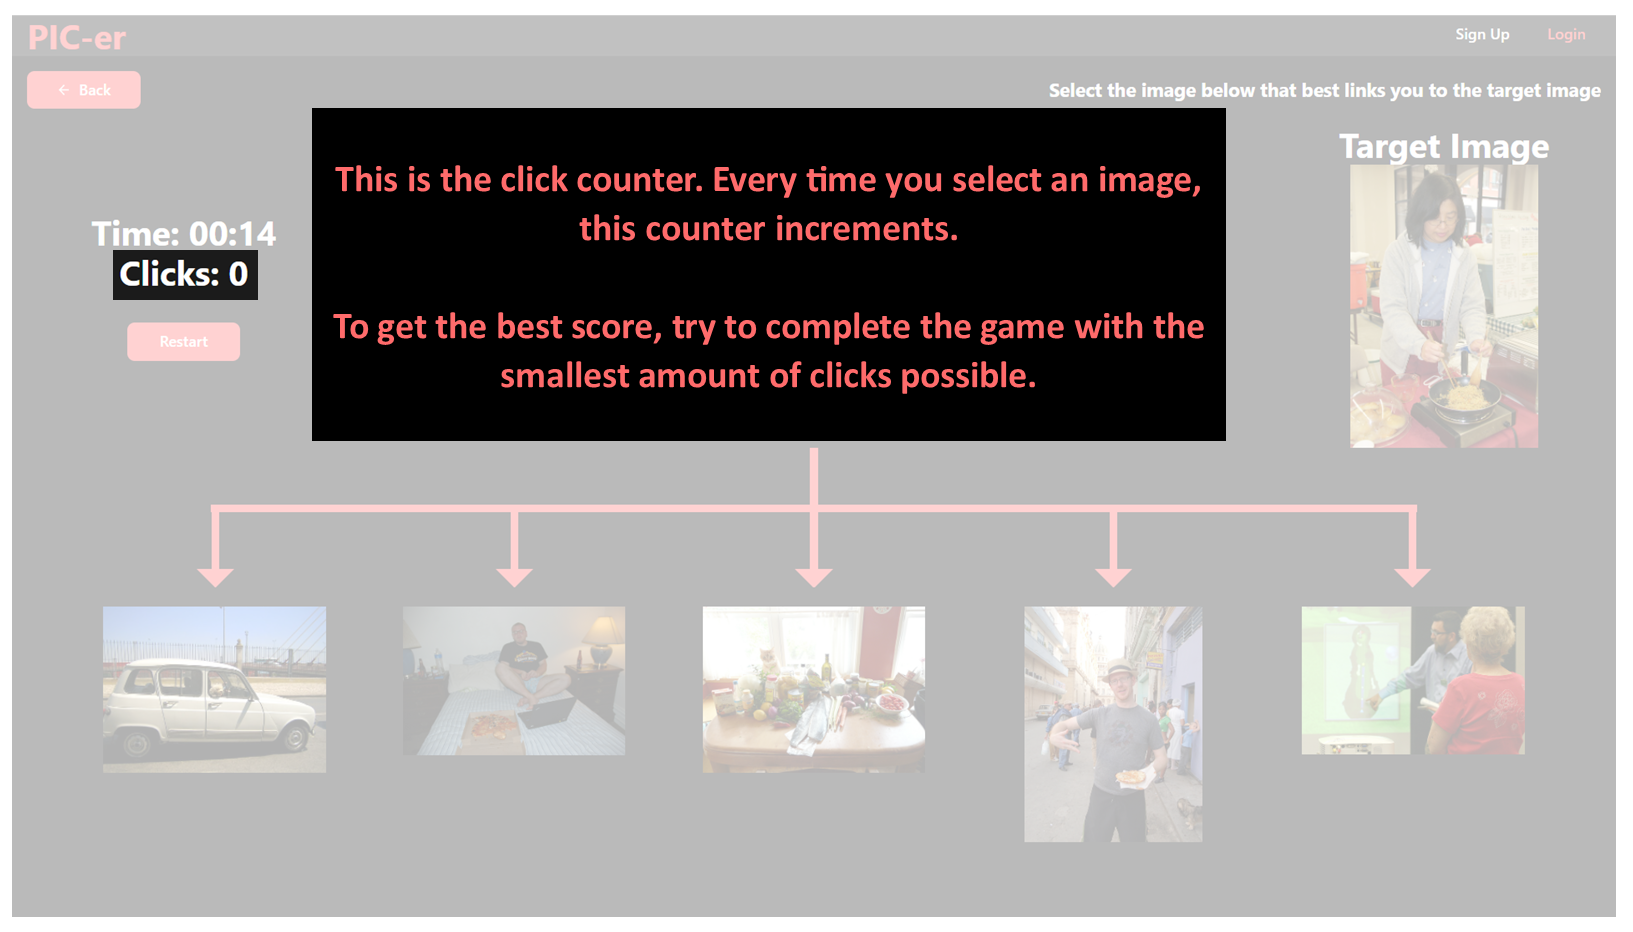 PIC-er
Sign Up
Login
← Back
Select the image below that best links you to the target image
This is the click counter. Every time you select an image,
this counter increments.
To get the best score, try to complete the game with the
smallest amount of clicks possible.
Target Image
Time: 00:14
Clicks: 0
Restart